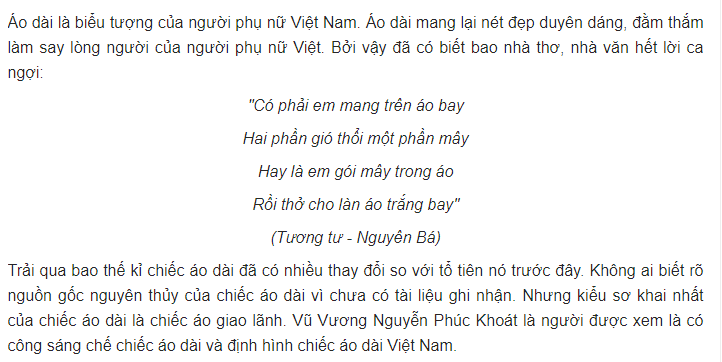 Áo dài là biểu tượng của người phụ nữ Việt Nam. Áo dài mang lại nét đẹp duyên dáng, đằm thắm
làm say lòng người của người phụ nữ Việt. Bởi vậy đã có biết bao nhà thơ, nhà văn hết lời ca
ngợi:
"Có phải em mang trên áo bay
Hai phần gió thổi một phần mây
Hay là em gói mây trong áo
Rồi thở cho làn áo trắng bay"
(Tương tư - Nguyên Bá)
Trải qua bao thế kỉ chiếc áo dài đã có nhiều thay đổi so với tổ tiên nó trước đây. Không ai biết rõ
nguồn gốc nguyên thủy của chiếc áo dài vì chưa có tài liệu ghi nhận. Nhưng kiểu sơ khai nhất
của chiếc áo dài là chiếc áo giao lãnh. Vũ Vương Nguyễn Phúc Khoát là người được xem là có
công sáng chế chiếc áo dài và định hình chiếc áo dài Việt Nam.